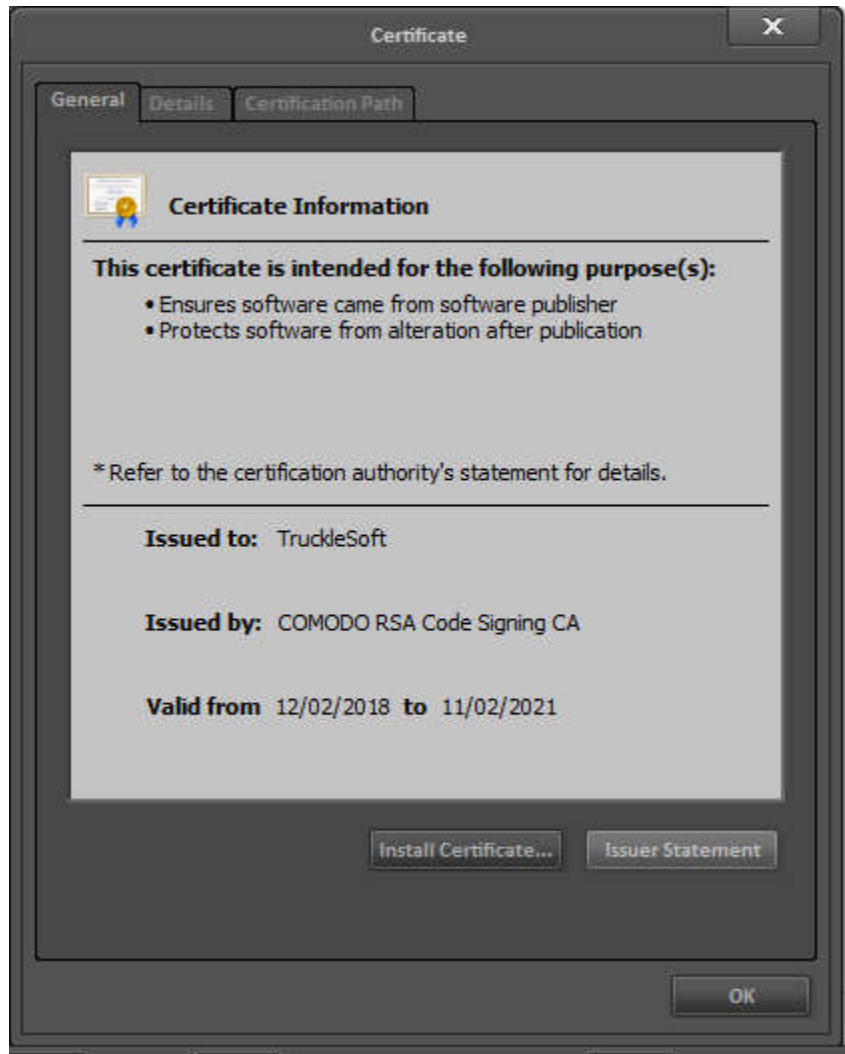 Certificate
General Details Certification Path
Certificate Information
This certificate is intended for the following purpose(s):
• Ensures software came from software publisher
• Protects software from alteration after publication
* Refer to the certification authority's statement for details.
Issued to: TruckleSoft
Issued by: COMODO RSA Code Signing CA
Valid from 12/02/2018 to 11/02/2021
Install Certificate... Issuer Statement
OK